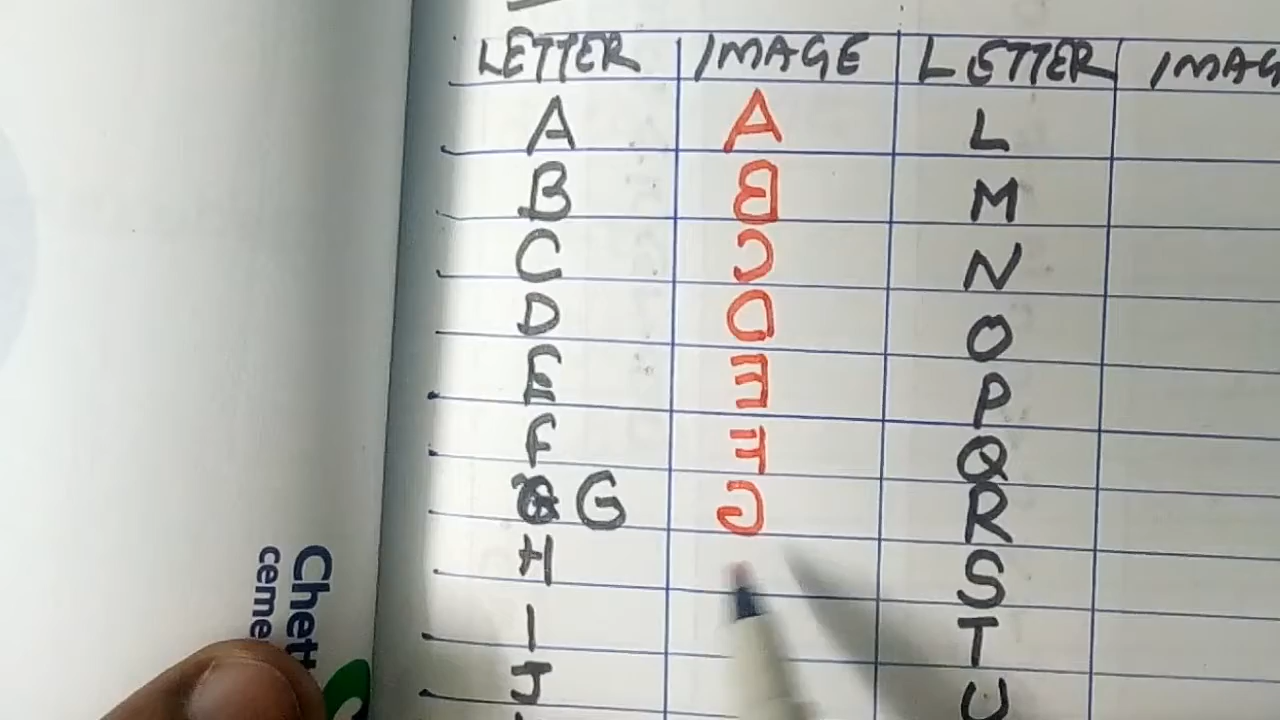 LETTER IMAGE LETTER IMAG
A A L
B B M
C C N
D D O
E E P
F F Q
G G R
H S
I T
J U
Chett
ceme